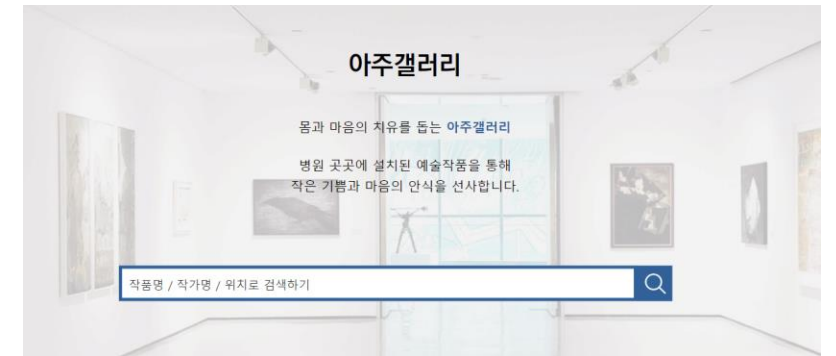 아주갤러리
몸과 마음의 치유를 돕는 아주갤러리
병원 곳곳에 설치된 예술작품을 통해
작은 기쁨과 마음의 안식을 선사합니다.
작품명 / 작가명 / 위치로 검색하기